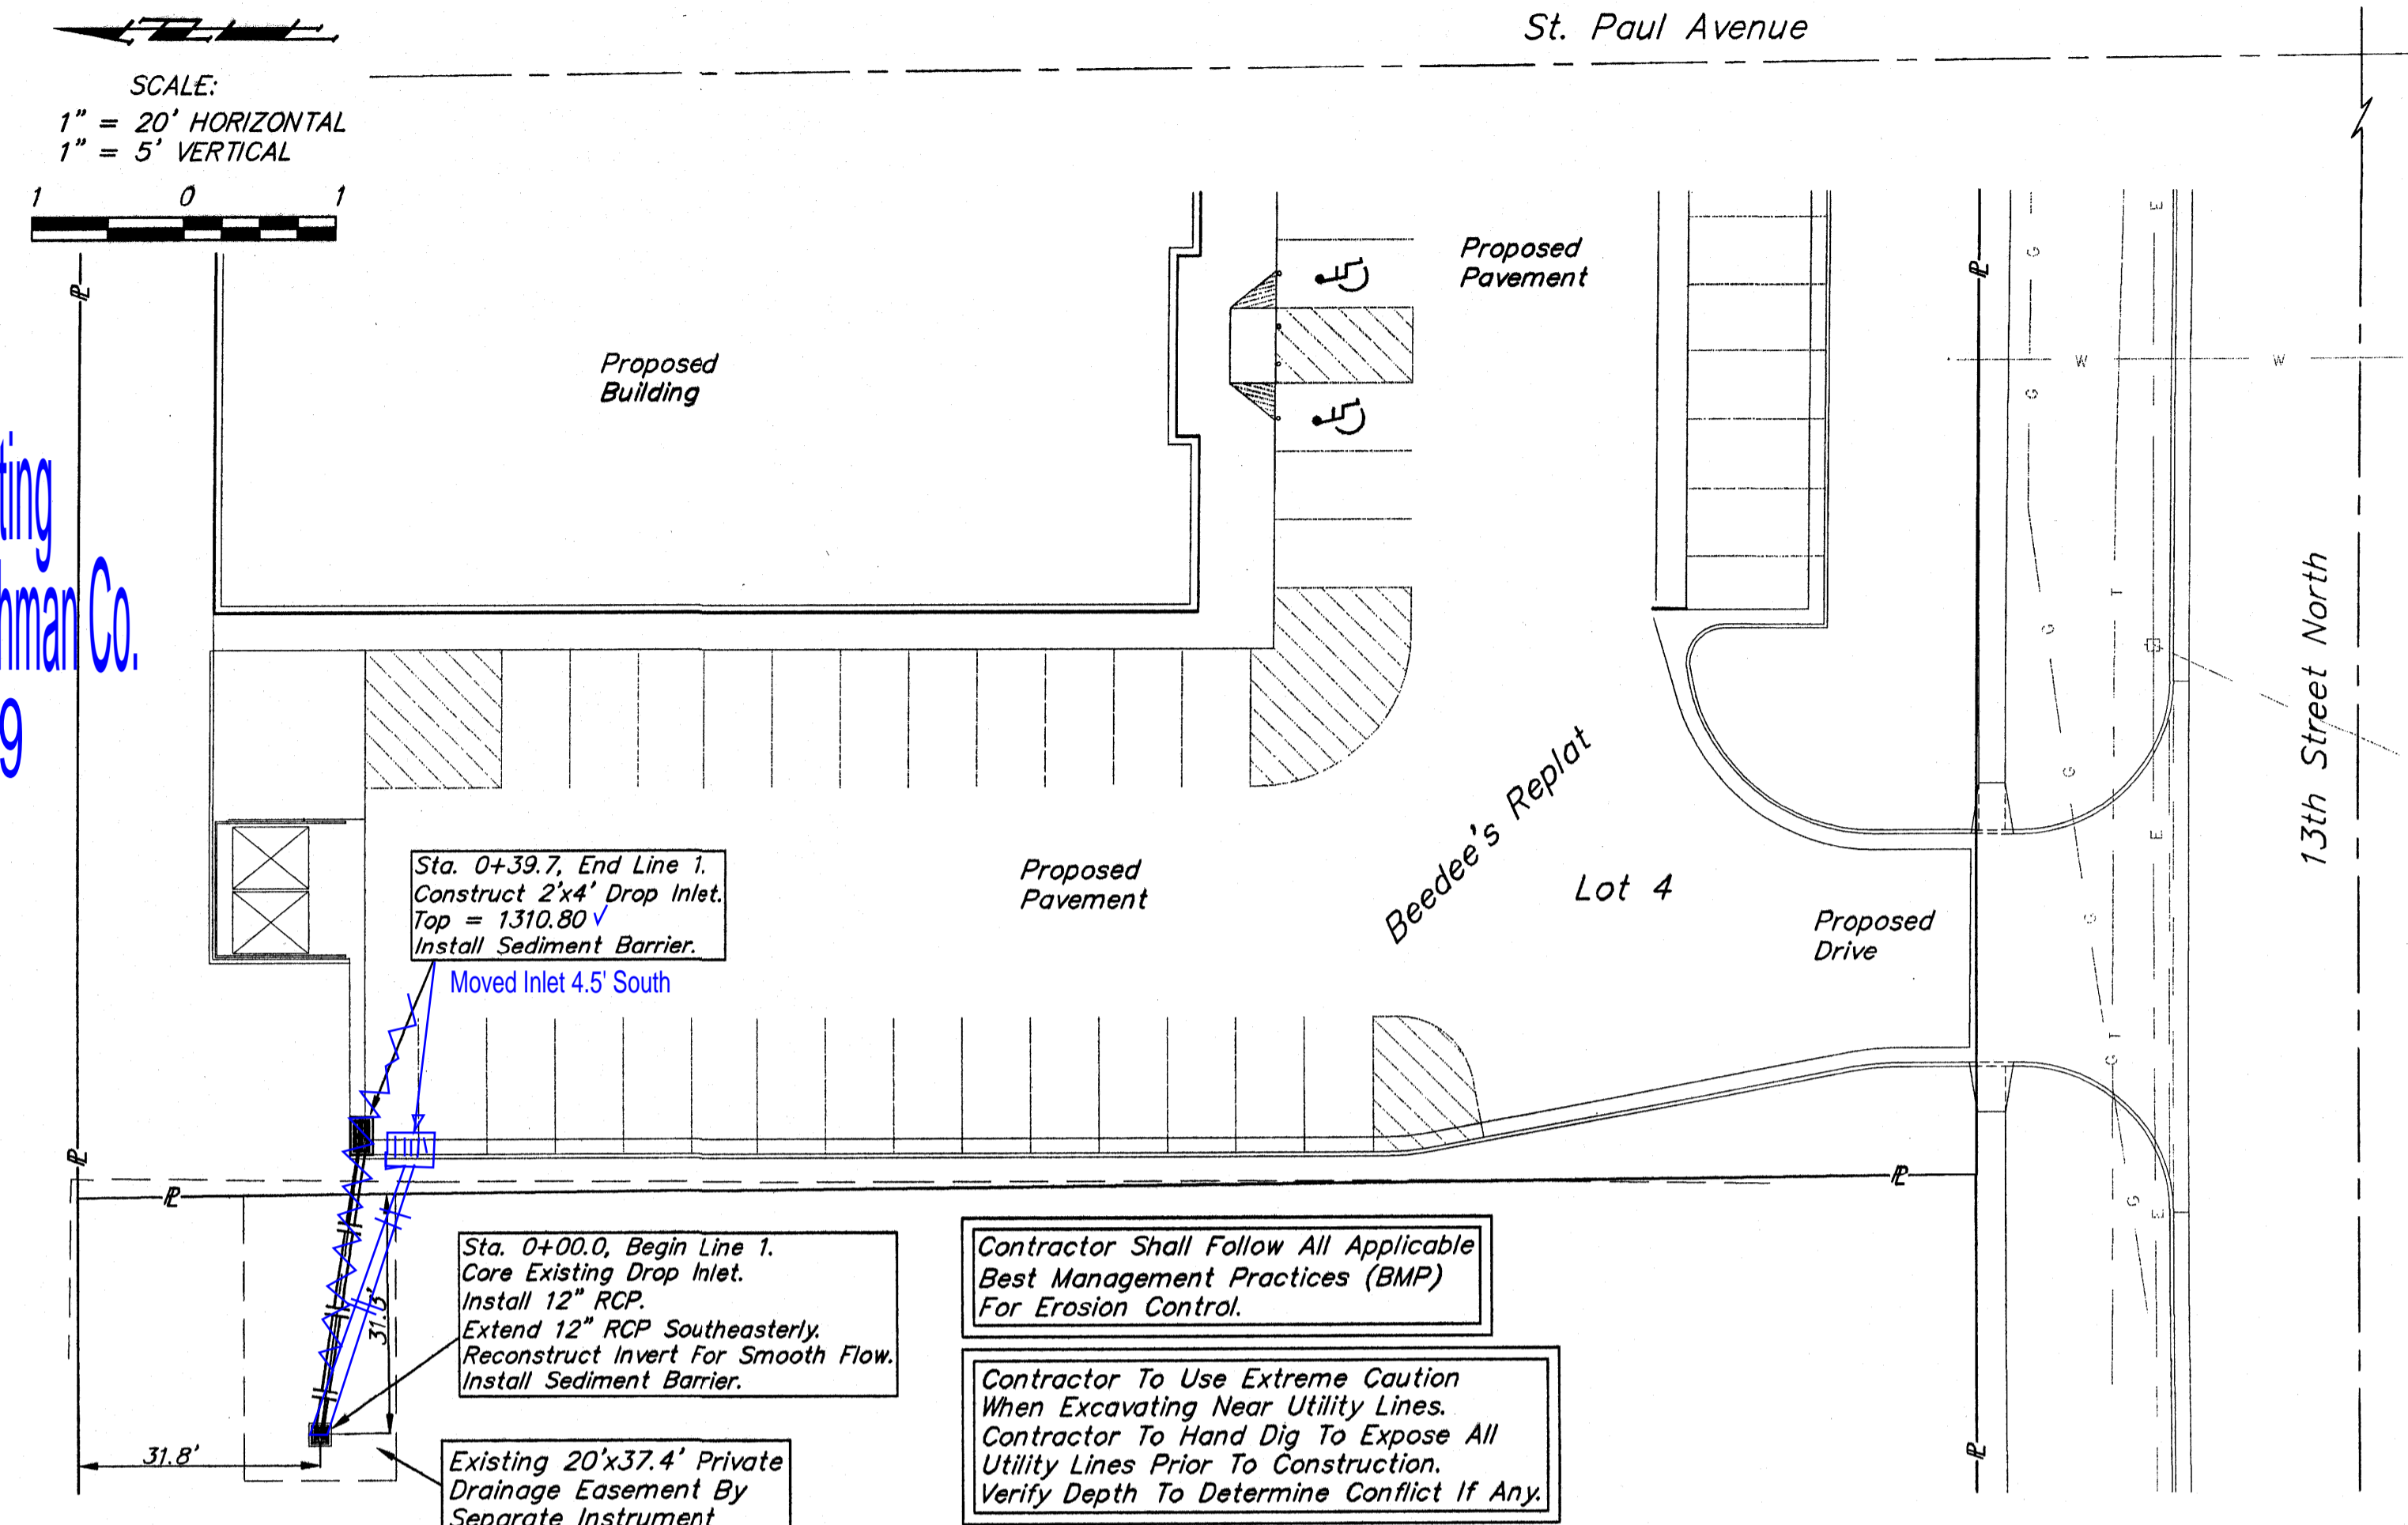 St. Paul Avenue
SCALE:
1" = 20' HORIZONTAL
1" = 5' VERTICAL
1 0 1
Proposed
Building
Proposed
Pavement
W W
G
G
G
G
G
G
G
G
T
T
E
E
E
13th Street North
Co.
9
Sta. 0+39.7, End Line 1.
Construct 2'x4' Drop Inlet.
Top = 1310.80 ✓
Install Sediment Barrier.
Moved Inlet 4.5' South
Proposed
Pavement
Beedee's Replat
Lot 4
Proposed
Drive
Sta. 0+00.0, Begin Line 1.
Core Existing Drop Inlet.
Install 12" RCP.
Extend 12" RCP Southeasterly.
Reconstruct Invert For Smooth Flow.
Install Sediment Barrier.
31.8'
Existing 20'x37.4' Private
Drainage Easement By
Separate Instrument
Contractor Shall Follow All Applicable
Best Management Practices (BMP)
For Erosion Control.
Contractor To Use Extreme Caution
When Excavating Near Utility Lines.
Contractor To Hand Dig To Expose All
Utility Lines Prior To Construction.
Verify Depth To Determine Conflict If Any.